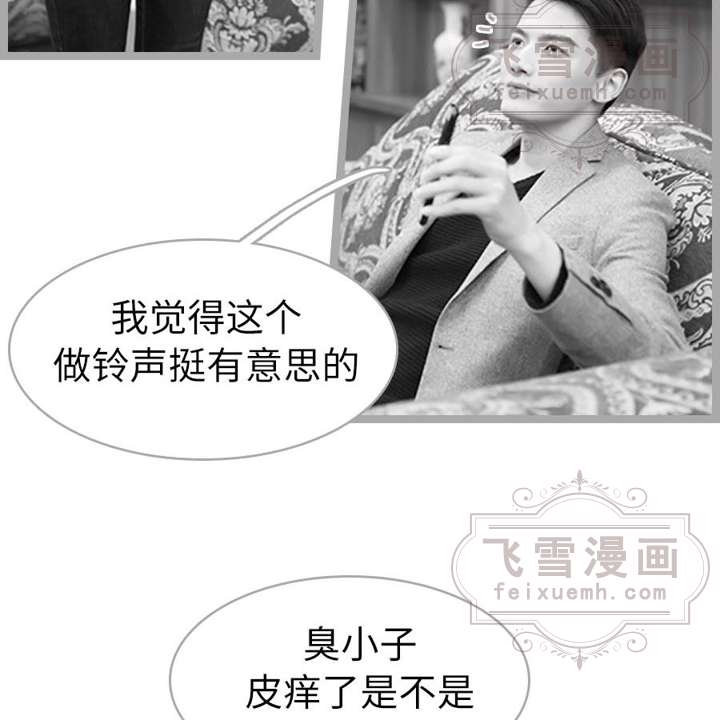 飞雪漫画
feixuemh.com
我觉得这个
做铃声挺有意思的
飞雪漫画
feixuemh.com
臭小子
皮痒了是不是